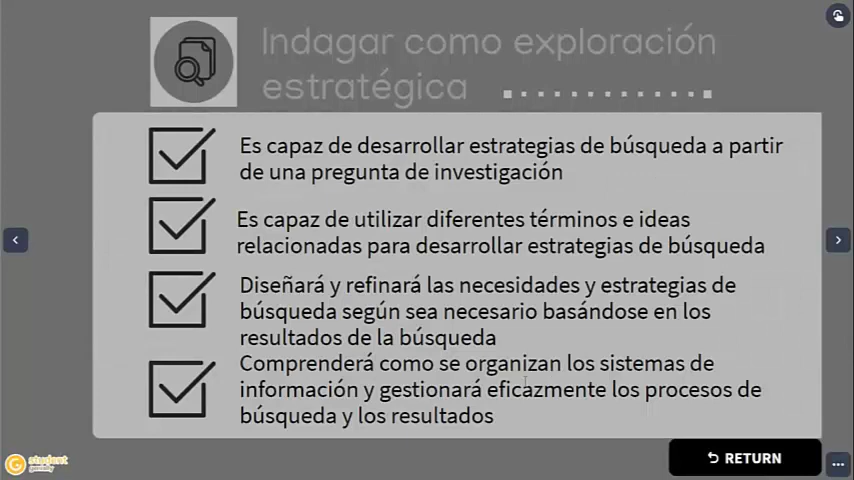 Indagar como exploración
estratégica
Es capaz de desarrollar estrategias de búsqueda a partir
de una pregunta de investigación
Es capaz de utilizar diferentes términos e ideas
relacionadas para desarrollar estrategias de búsqueda
Diseñará y refinará las necesidades y estrategias de
búsqueda según sea necesario basándose en los
resultados de la búsqueda
Comprenderá como se organizan los sistemas de
información y gestionará eficazmente los procesos de
búsqueda y los resultados
RETURN
student
genially